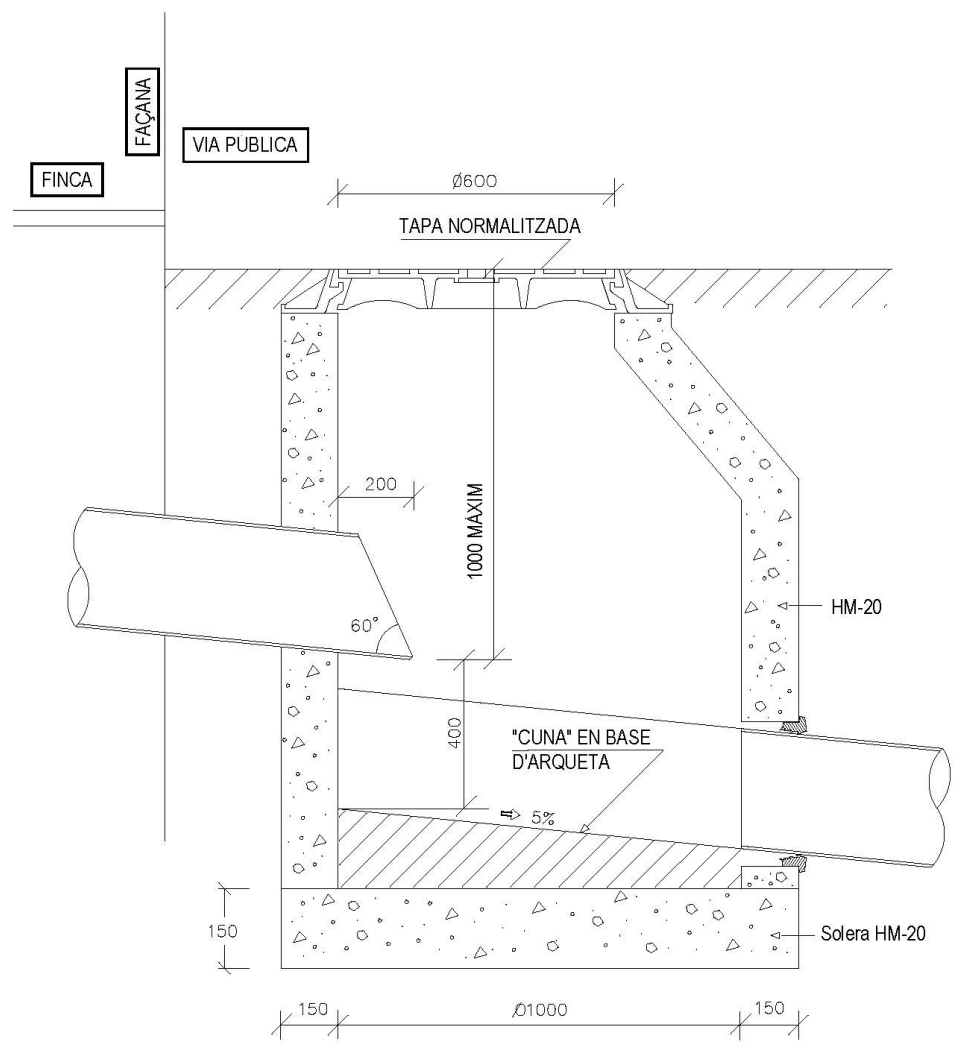 FAÇANA
VIA PÚBLICA
FINCA
Ø600
TAPA NORMALITZADA
200
1000 MÀXIM
60°
HM-20
400
"CUNA" EN BASE
D'ARQUETA
5%
150
Solera HM-20
150
Ø1000
150